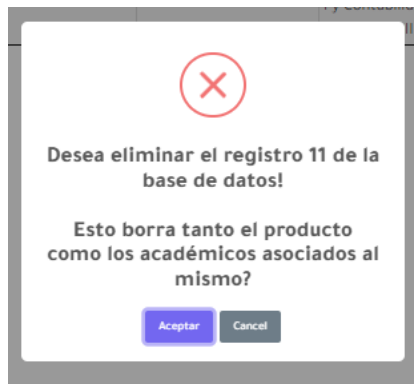 y Contabilid
Desea eliminar el registro 11 de la
base de datos!
Esto borra tanto el producto
como los académicos asociados al
mismo?
Aceptar
Cancel